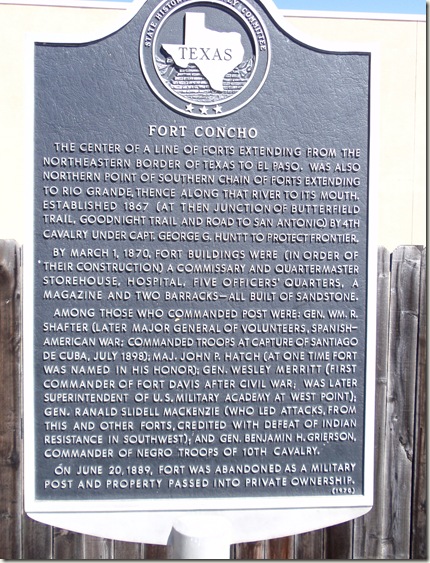 STATE HISTORICAL SURVEY COMMITTEE
TEXAS
FORT CONCHO
THE CENTER OF A LINE OF FORTS EXTENDING FROM THE
NORTHEASTERN BORDER OF TEXAS TO EL PASO. WAS ALSO
NORTHERN POINT OF SOUTHERN CHAIN OF FORTS EXTENDING
TO RIO GRANDE, THENCE ALONG THAT RIVER TO ITS MOUTH.
ESTABLISHED 1867 (AT THEN JUNCTION OF BUTTERFIELD
TRAIL, GOODNIGHT TRAIL AND ROAD TO SAN ANTONIO) BY 4TH
CAVALRY UNDER CAPT. GEORGE G. HUNTT TO PROTECT FRONTIER.
BY MARCH 1, 1870, FORT BUILDINGS WERE (IN ORDER OF
THEIR CONSTRUCTION) A COMMISSARY AND QUARTERMASTER
STOREHOUSE, HOSPITAL, FIVE OFFICERS' QUARTERS, A
MAGAZINE AND TWO BARRACKS—ALL BUILT OF SANDSTONE.
AMONG THOSE WHO COMMANDED POST WERE: GEN. WM. R.
SHAFTER (LATER MAJOR GENERAL OF VOLUNTEERS, SPANISH-
AMERICAN WAR; COMMANDED TROOPS AT CAPTURE OF SANTIAGO
DE CUBA, JULY 1898); MAJ. JOHN P. HATCH (AT ONE TIME FORT
WAS NAMED IN HIS HONOR); GEN. WESLEY MERRITT (FIRST
COMMANDER OF FORT DAVIS AFTER CIVIL WAR; WAS LATER
SUPERINTENDENT OF U.S. MILITARY ACADEMY AT WEST POINT);
GEN. RANALD SLIDELL MACKENZIE (WHO LED ATTACKS, FROM
THIS AND OTHER FORTS, CREDITED WITH DEFEAT OF INDIAN
RESISTANCE IN SOUTHWEST); AND GEN. BENJAMIN H. GRIERSON,
COMMANDER OF NEGRO TROOPS OF 10TH CAVALRY.
ON JUNE 20, 1889, FORT WAS ABANDONED AS A MILITARY
POST AND PROPERTY PASSED INTO PRIVATE OWNERSHIP.
(1970)